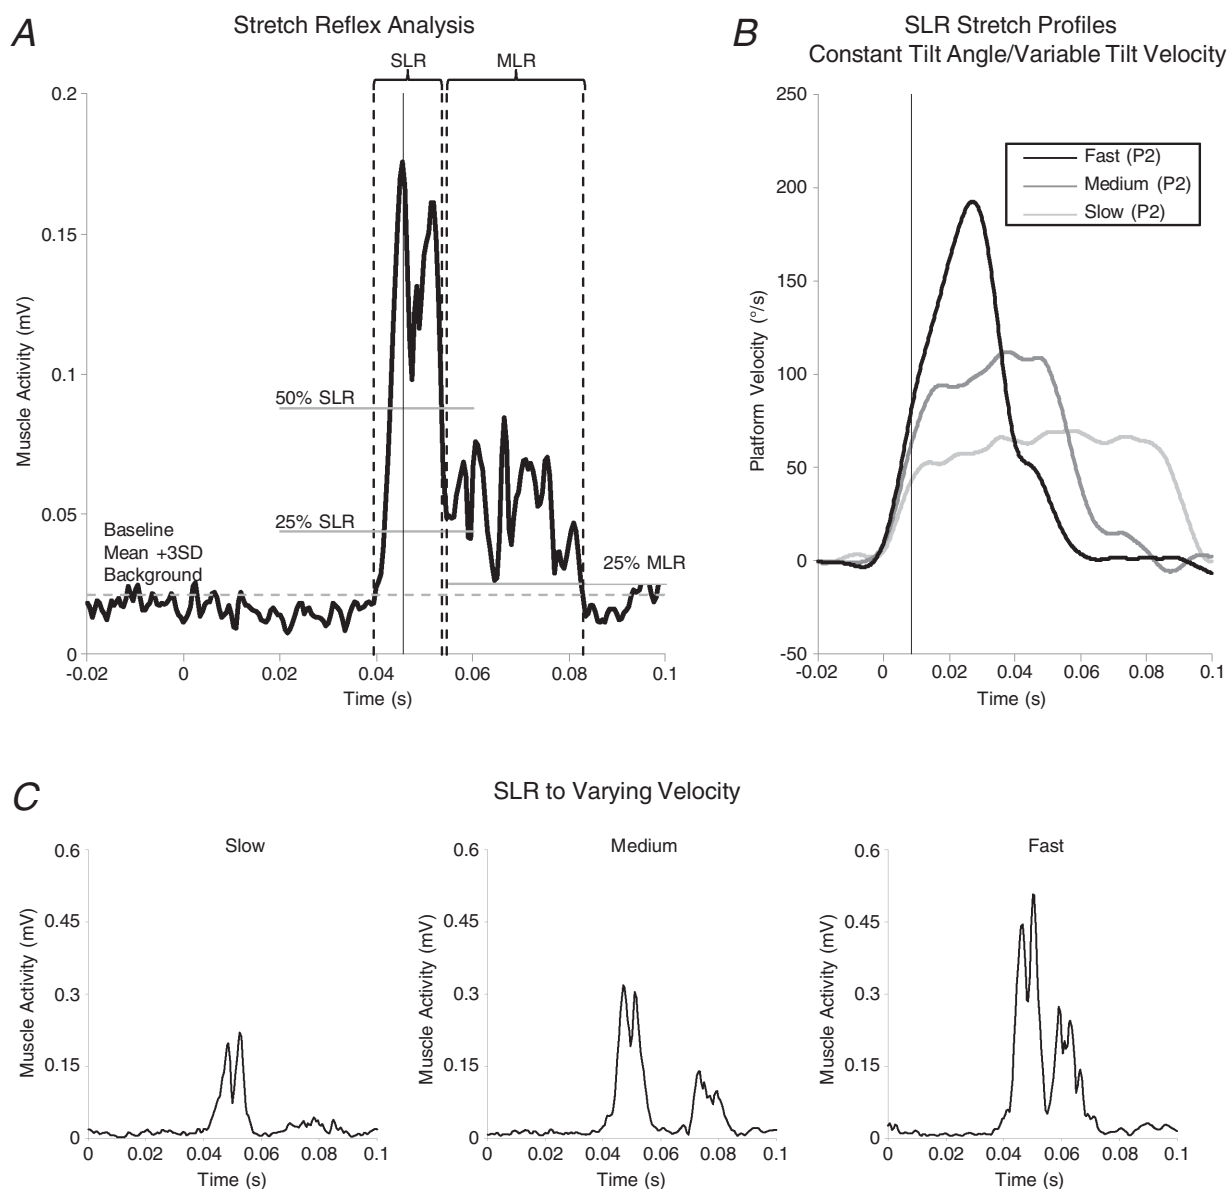 A
Stretch Reflex Analysis
SLR
MLR
0.2
0.15
0.1
0.05
0
Muscle Activity (mV)
50% SLR
25% SLR
Baseline
Mean +3SD
Background
25% MLR
-0.02
0
0.02
0.04
0.06
0.08
0.1
Time (s)
B
SLR Stretch Profiles
Constant Tilt Angle/Variable Tilt Velocity
250
200
150
100
50
0
-50
Platform Velocity (°/s)
Fast (P2)
Medium (P2)
Slow (P2)
-0.02
0
0.02
0.04
0.06
0.08
0.1
Time (s)
C
SLR to Varying Velocity
Slow
0.6
0.45
0.3
0.15
0
Muscle Activity (mV)
0
0.02
0.04
0.06
0.08
0.1
Time (s)
Medium
0.6
0.45
0.3
0.15
0
Muscle Activity (mV)
0
0.02
0.04
0.06
0.08
0.1
Time (s)
Fast
0.6
0.45
0.3
0.15
0
Muscle Activity (mV)
0
0.02
0.04
0.06
0.08
0.1
Time (s)